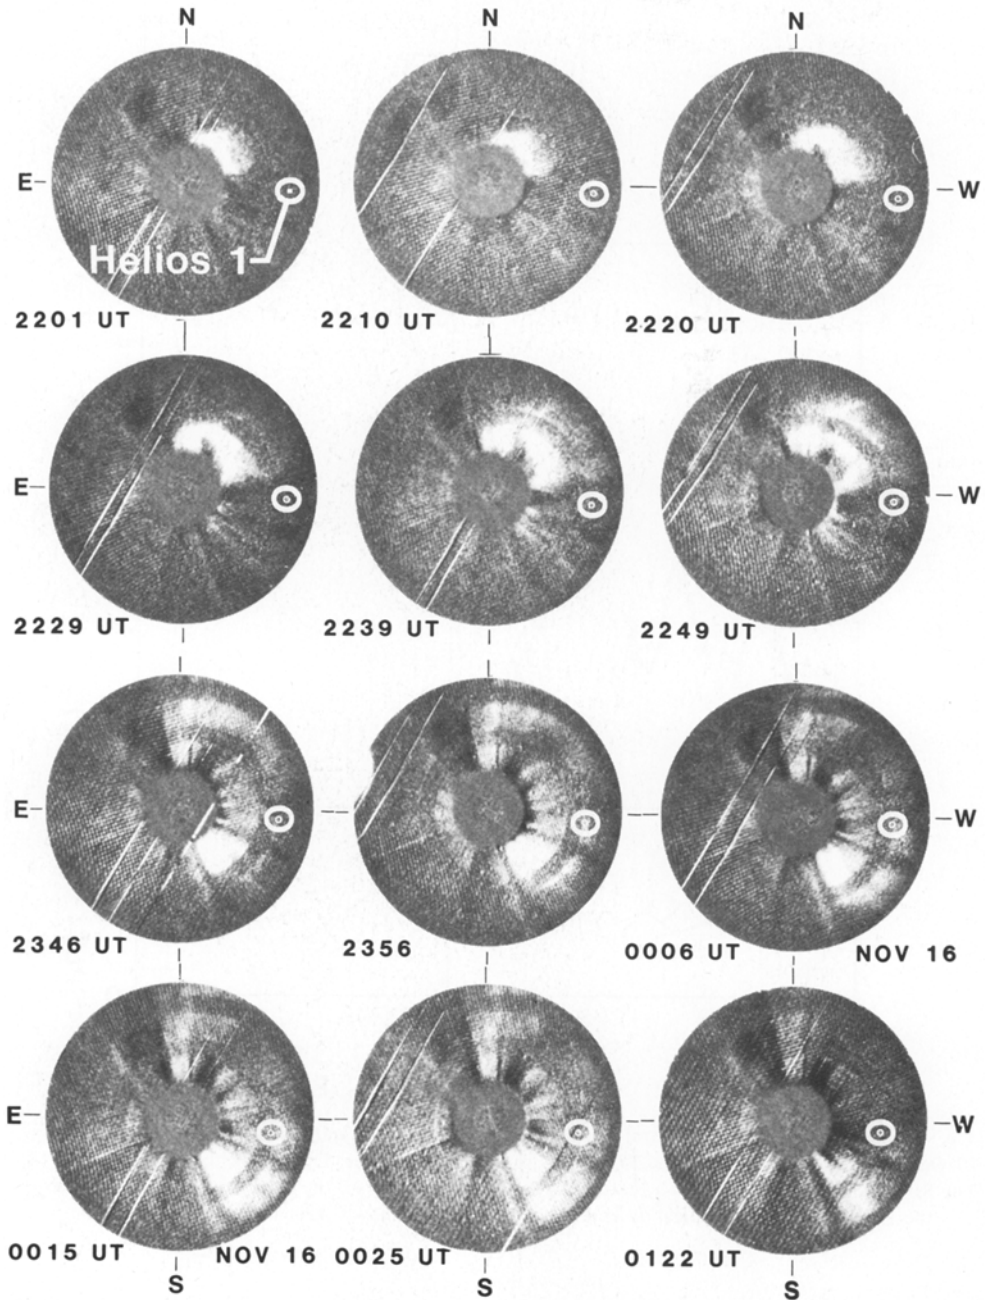 N N N
E W
Helios 1
2201 UT 2210 UT 2220 UT
E W
2229 UT 2239 UT 2249 UT
E W
2346 UT 2356 0006 UT NOV 16
E W
0015 UT NOV 16 0025 UT 0122 UT
S S S